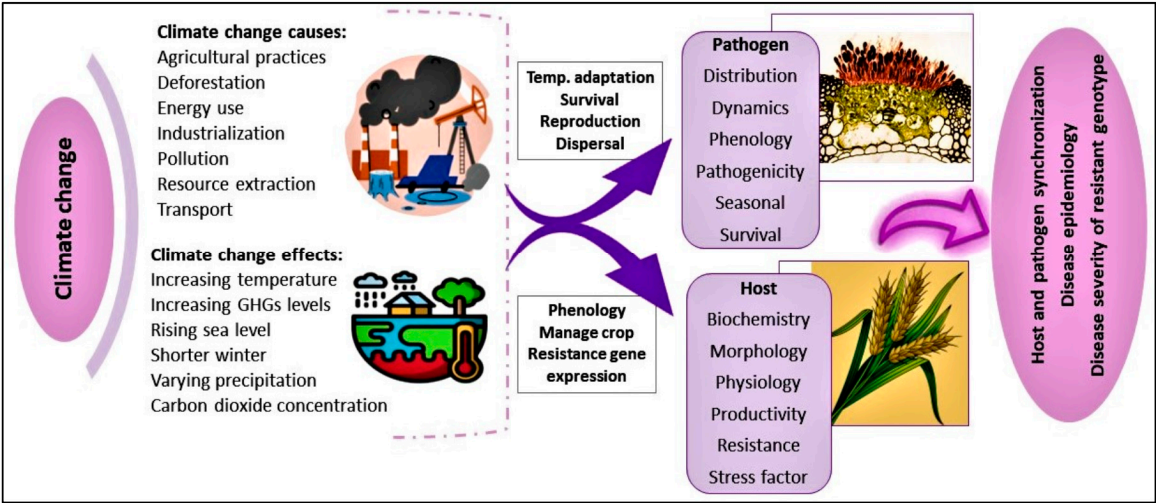 Climate change
Climate change causes:
Agricultural practices
Deforestation
Energy use
Industrialization
Pollution
Resource extraction
Transport
Climate change effects:
Increasing temperature
Increasing GHGs levels
Rising sea level
Shorter winter
Varying precipitation
Carbon dioxide concentration
Temp. adaptation
Survival
Reproduction
Dispersal
Phenology
Manage crop
Resistance gene
expression
Pathogen
Distribution
Dynamics
Phenology
Pathogenicity
Seasonal
Survival
Host
Biochemistry
Morphology
Physiology
Productivity
Resistance
Stress factor
Host and pathogen synchronization
Disease epidemiology
Disease severity of resistant genotype